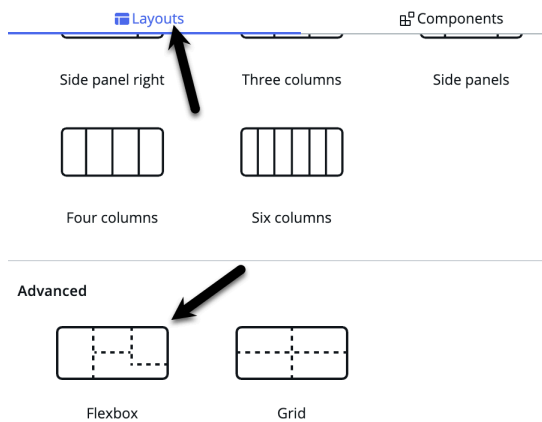 Layouts
Components
Side panel right
Three columns
Side panels
Four columns
Six columns
Advanced
Flexbox
Grid